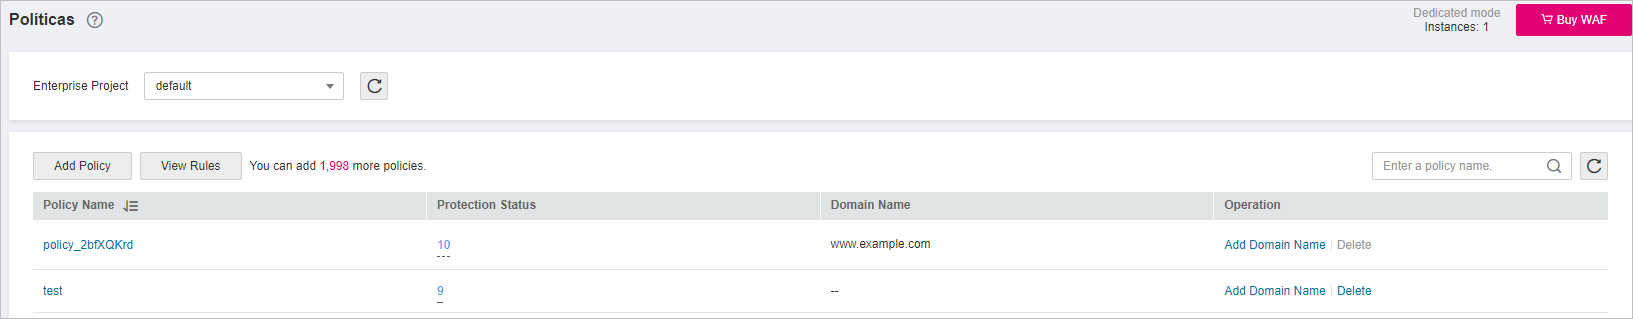 Políticas ?
Dedicated mode
Instances: 1
Buy WAF
Enterprise Project default
Add Policy View Rules You can add 1,998 more policies. Enter a policy name.
Policy Name Protection Status Domain Name Operation
policy_2bfXQKrd 10 www.example.com Add Domain Name | Delete
test 9 -- Add Domain Name | Delete